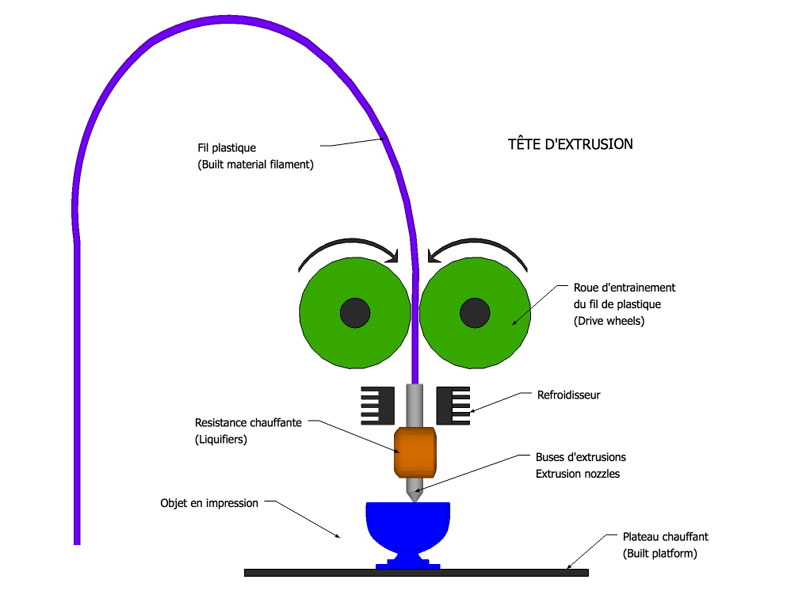 TÊTE D'EXTRUSION
Fil plastique
(Built material filament)
Roue d'entrainement
du fil de plastique
(Drive wheels)
Refroidisseur
Resistance chauffante
(Liquifiers)
Buses d'extrusions
Extrusion nozzles
Objet en impression
Plateau chauffant
(Built platform)